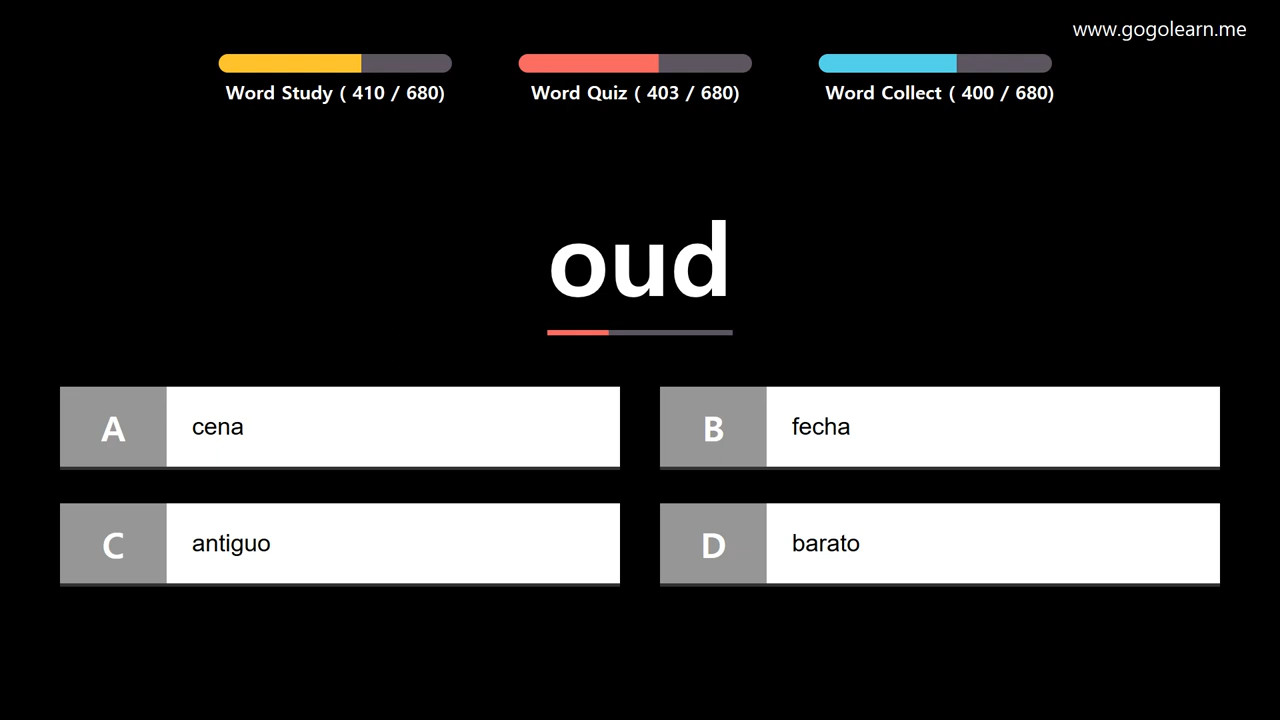 www.gogolearn.me
Word Study ( 410 / 680)
Word Quiz ( 403 / 680)
Word Collect ( 400 / 680)
oud
A cena
B fecha
C antiguo
D barato